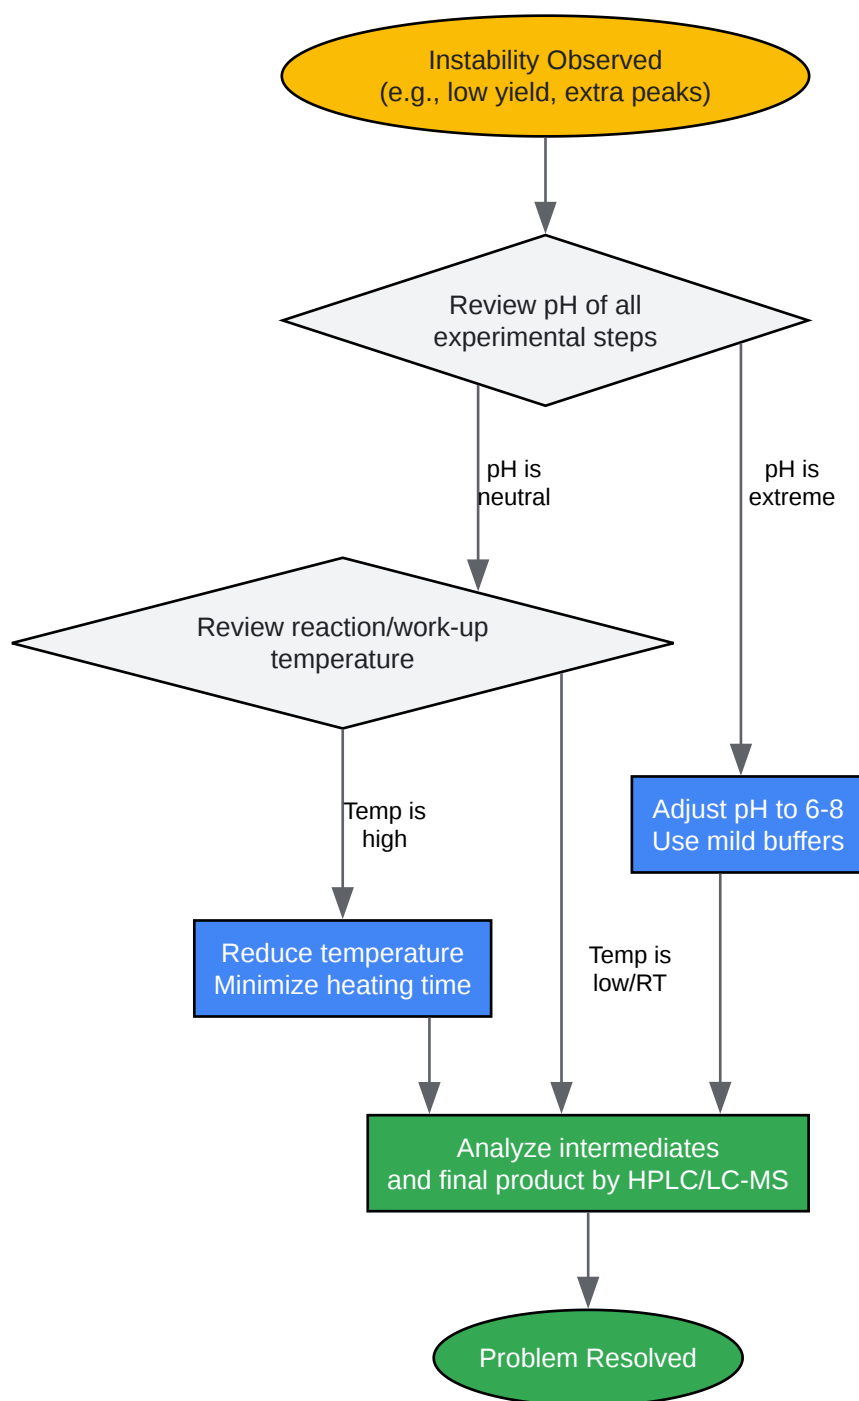 Instability Observed
(e.g., low yield, extra peaks)
Review pH of all
experimental steps
pH is
neutral
pH is
extreme
Review reaction/work-up
temperature
Temp is
high
Adjust pH to 6-8
Use mild buffers
Reduce temperature
Minimize heating time
Temp is
low/RT
Analyze intermediates
and final product by HPLC/LC-MS
Problem Resolved